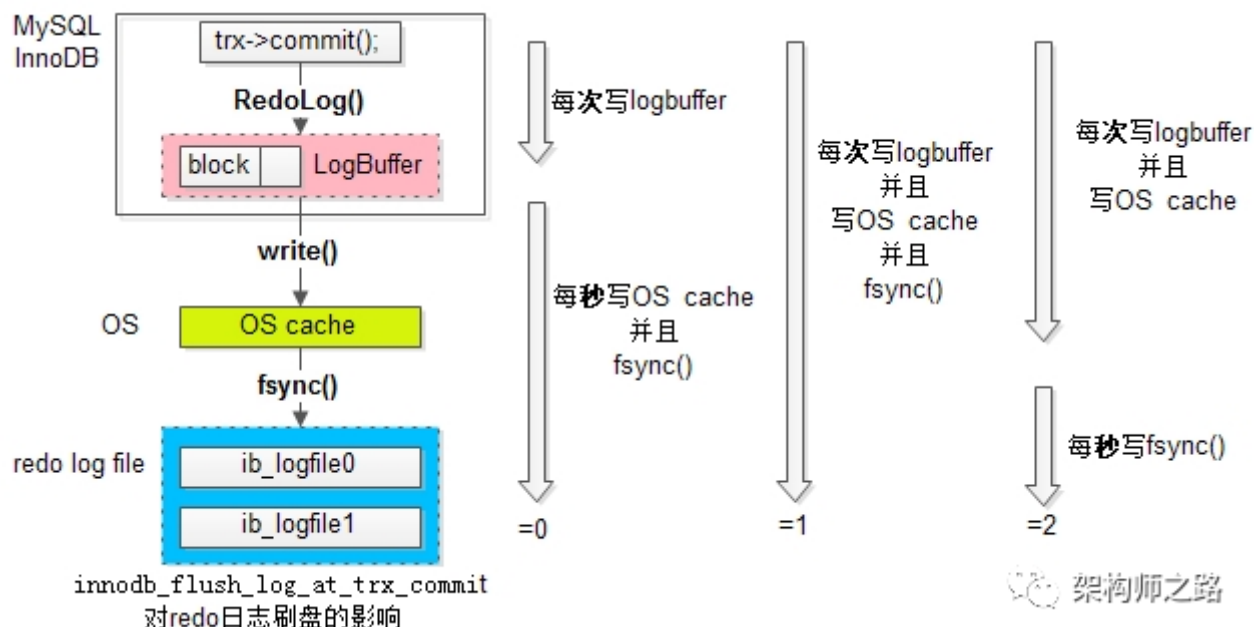 MySQL
InnoDB
trx->commit();
RedoLog()
block
LogBuffer
write()
OS
OS cache
fsync()
redo log file
ib_logfile0
ib_logfile1
innodb_flush_log_at_trx_commit
对redo日志刷盘的影响
每次写logbuffer
每秒写OS cache
并且
fsync()
=0
每次写logbuffer
并且
写OS cache
并且
fsync()
=1
每次写logbuffer
并且
写OS cache
每秒写fsync()
=2
架构师之路